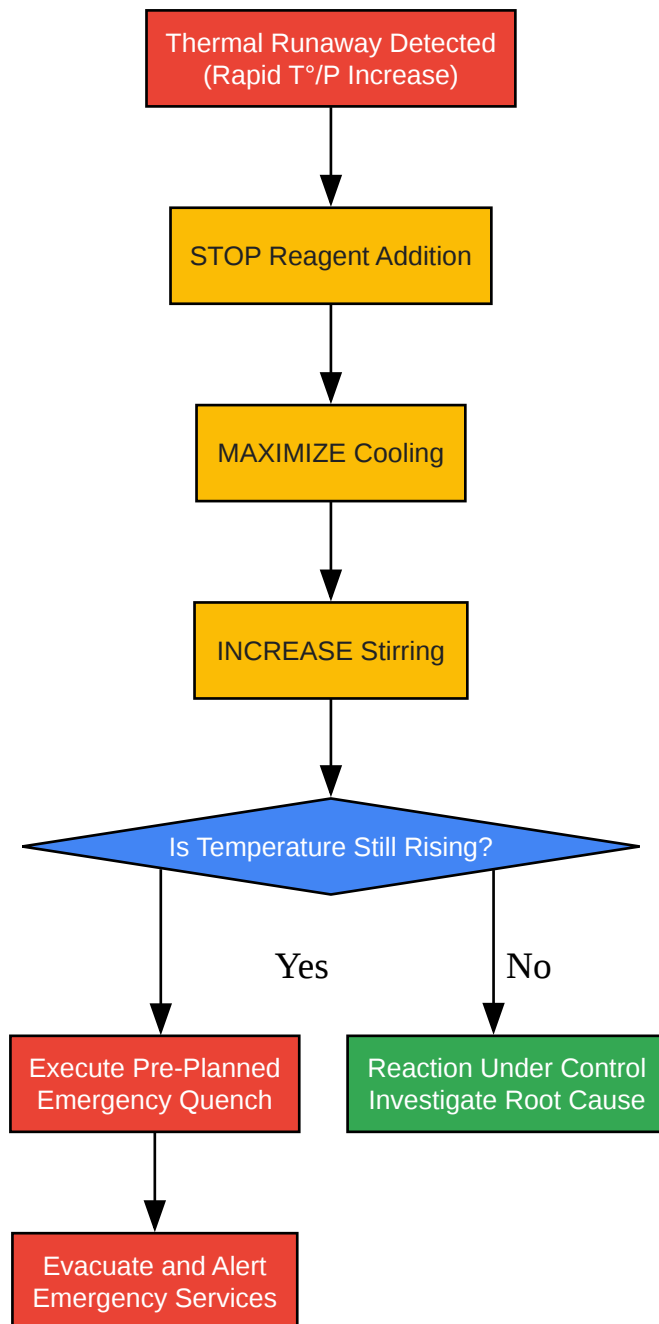 Thermal Runaway Detected
(Rapid T°/P Increase)
STOP Reagent Addition
MAXIMIZE Cooling
INCREASE Stirring
Is Temperature Still Rising?
Yes
No
Execute Pre-Planned
Emergency Quench
Reaction Under Control
Investigate Root Cause
Evacuate and Alert
Emergency Services